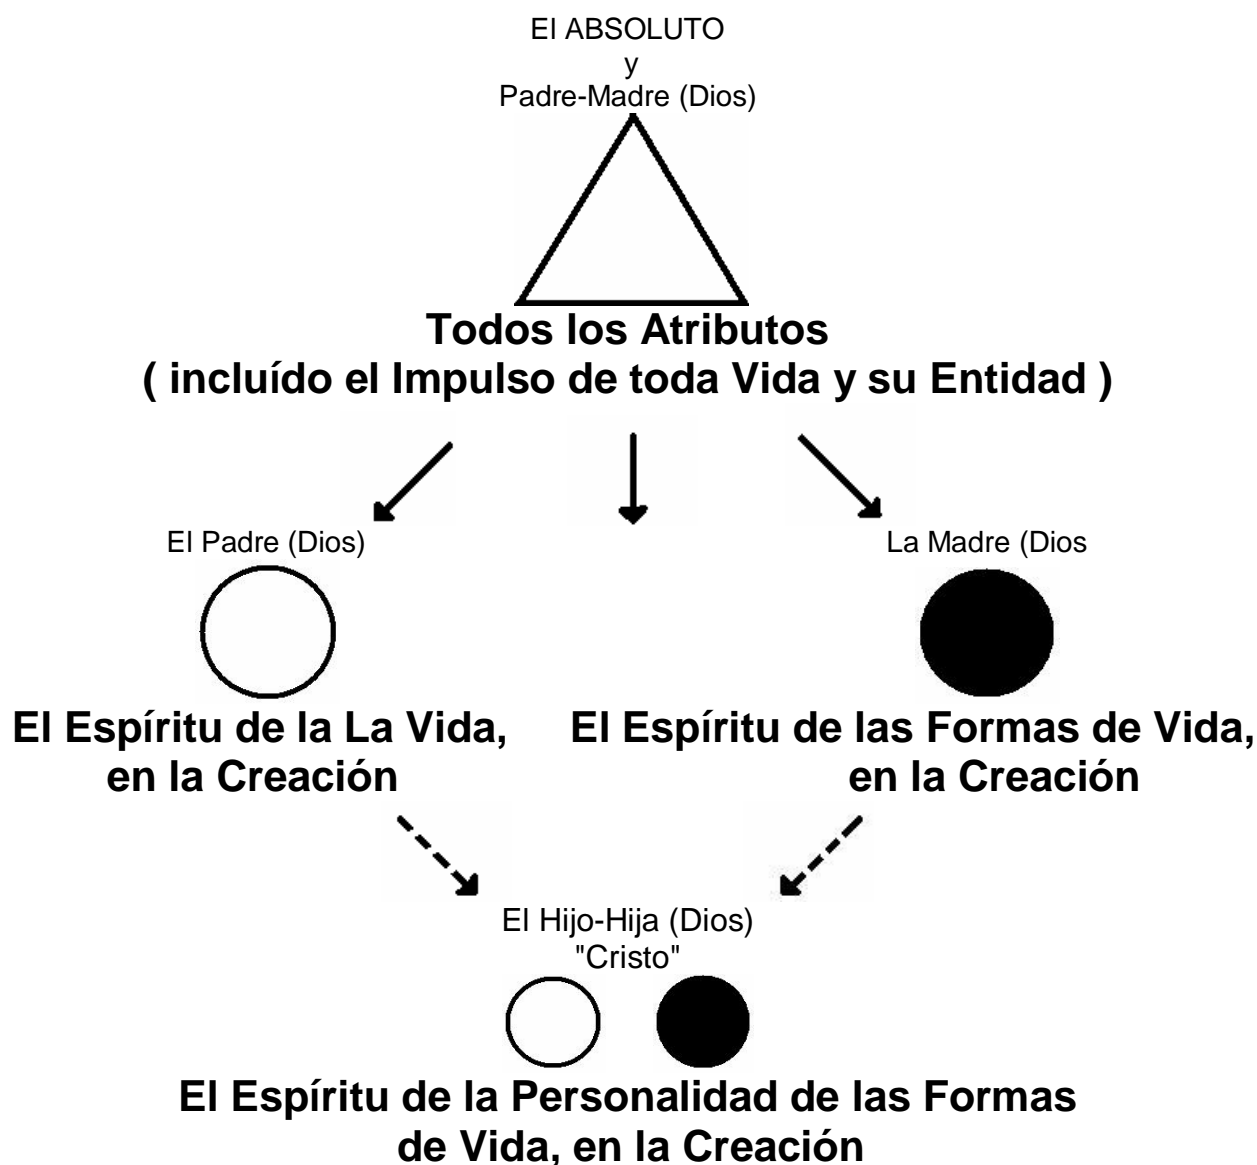 El ABSOLUTO
y
Padre-Madre (Dios)
Todos los Atributos
( incluído el Impulso de toda Vida y su Entidad )
El Padre (Dios)
La Madre (Dios
El Espíritu de la La Vida,
en la Creación
El Espíritu de las Formas de Vida,
en la Creación
El Hijo-Hija (Dios)
"Cristo"
El Espíritu de la Personalidad de las Formas
de Vida, en la Creación